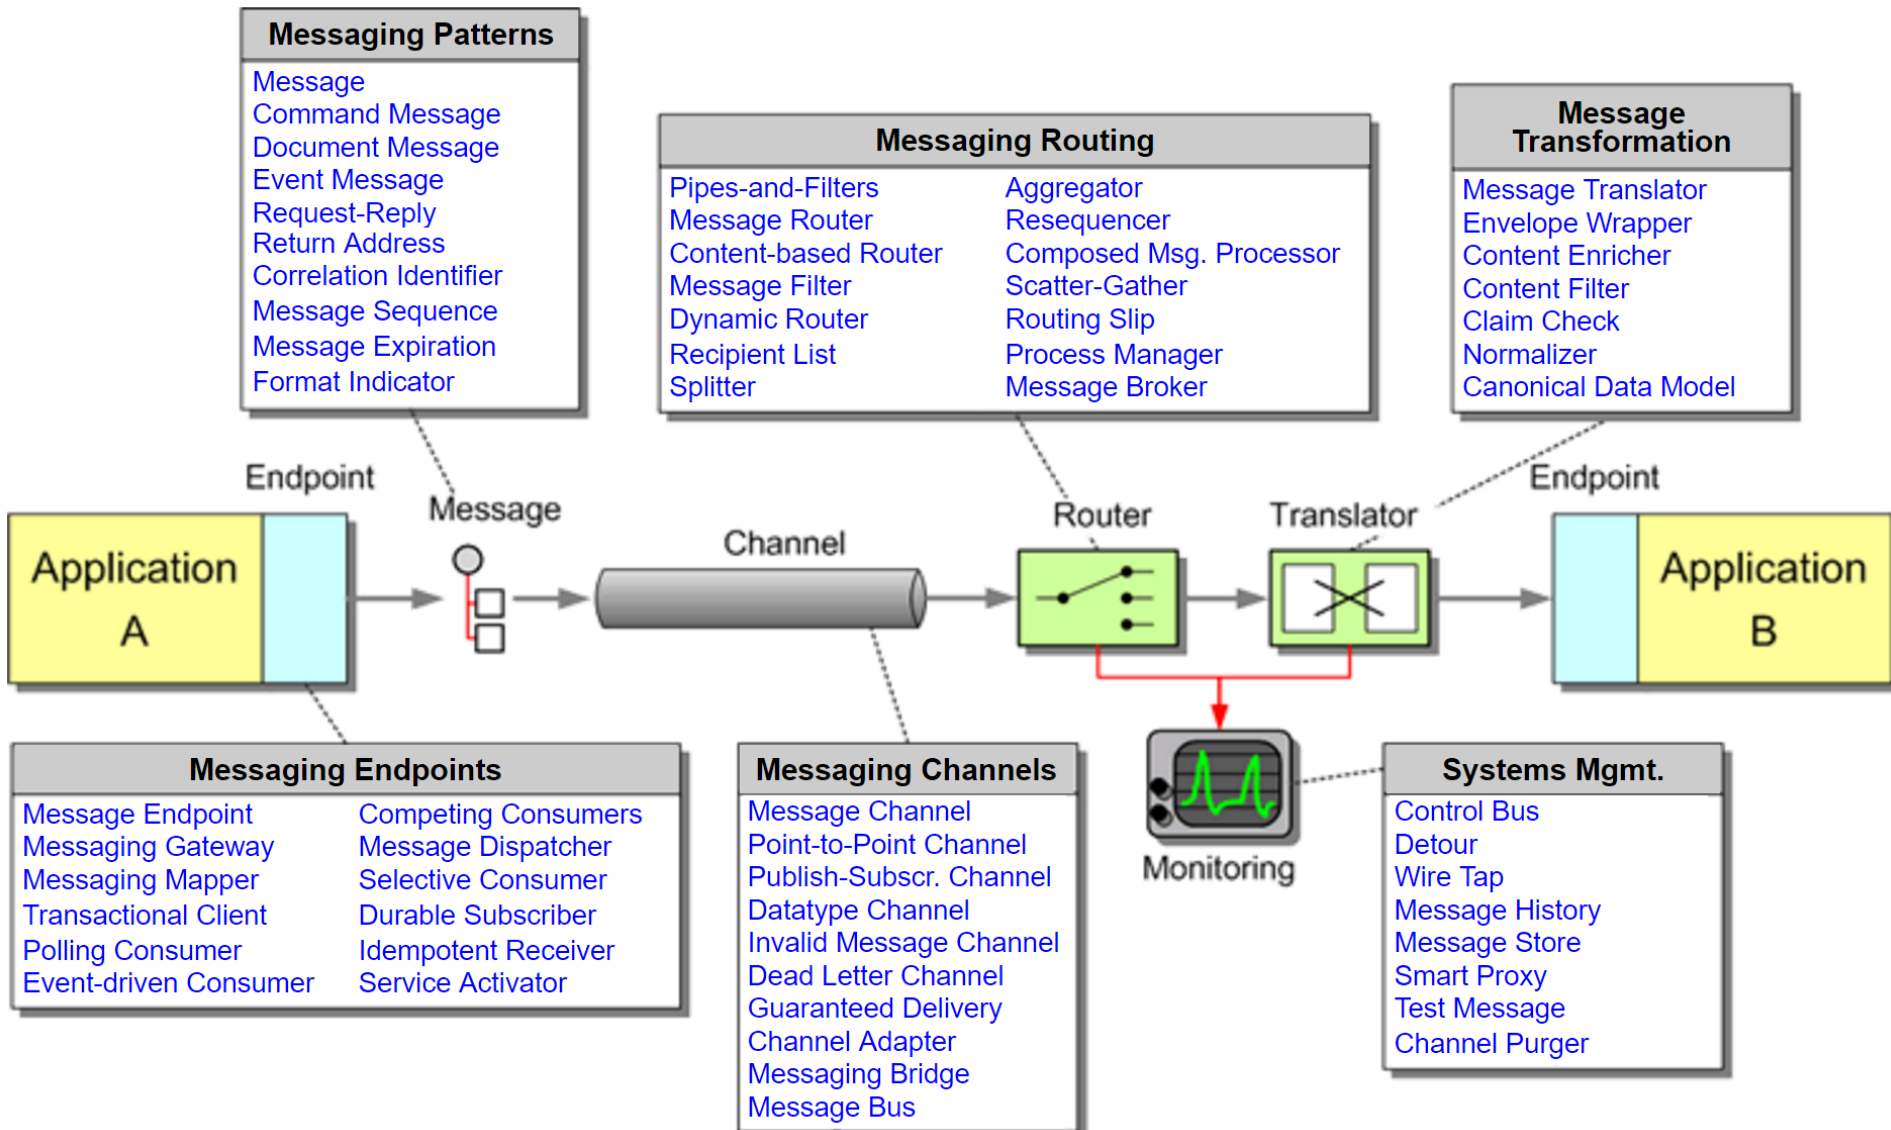 Messaging Patterns
Message
Command Message
Document Message
Event Message
Request-Reply
Return Address
Correlation Identifier
Message Sequence
Message Expiration
Format Indicator
Messaging Routing
Pipes-and-Filters
Message Router
Content-based Router
Message Filter
Dynamic Router
Recipient List
Splitter
Aggregator
Resequencer
Composed Msg. Processor
Scatter-Gather
Routing Slip
Process Manager
Message Broker
Message
Transformation
Message Translator
Envelope Wrapper
Content Enricher
Content Filter
Claim Check
Normalizer
Canonical Data Model
Endpoint
Application
A
Message
Channel
Router
Translator
Endpoint
Application
B
Messaging Endpoints
Message Endpoint
Messaging Gateway
Messaging Mapper
Transactional Client
Polling Consumer
Event-driven Consumer
Competing Consumers
Message Dispatcher
Selective Consumer
Durable Subscriber
Idempotent Receiver
Service Activator
Messaging Channels
Message Channel
Point-to-Point Channel
Publish-Subscr. Channel
Datatype Channel
Invalid Message Channel
Dead Letter Channel
Guaranteed Delivery
Channel Adapter
Messaging Bridge
Message Bus
Monitoring
Systems Mgmt.
Control Bus
Detour
Wire Tap
Message History
Message Store
Smart Proxy
Test Message
Channel Purger